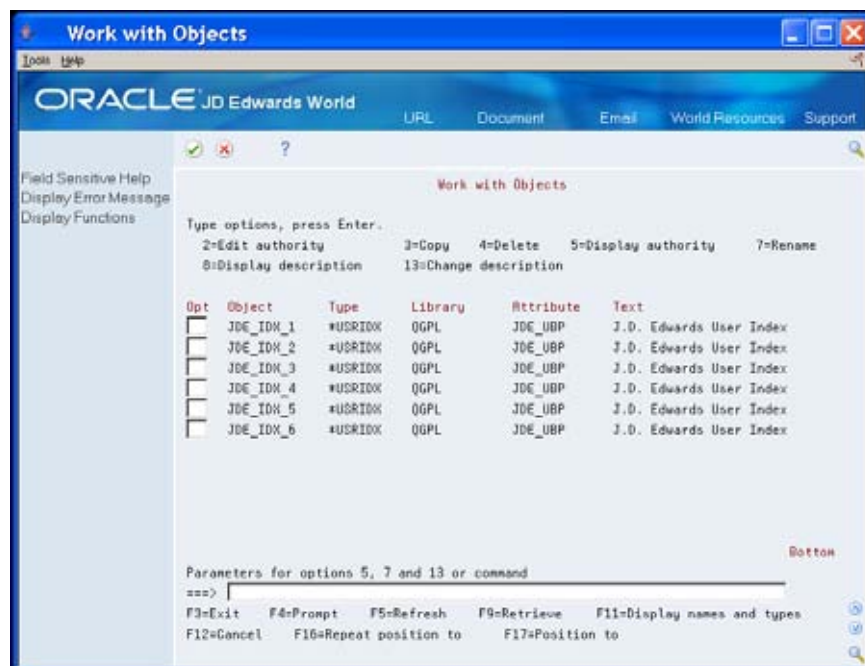 Work with Objects
Tools Help
ORACLE JD Edwards World
URL Document Email World Resources Support
?
Field Sensitive Help
Display Error Message
Display Functions
Work with Objects
Type options, press Enter.
2=Edit authority 3=Copy 4=Delete 5=Display authority 7=Rename
8=Display description 13=Change description
Opt Object Type Library Attribute Text
JDE_IDX_1 *USRIDX QGPL JDE_UBP J.D. Edwards User Index
JDE_IDX_2 *USRIDX QGPL JDE_UBP J.D. Edwards User Index
JDE_IDX_3 *USRIDX QGPL JDE_UBP J.D. Edwards User Index
JDE_IDX_4 *USRIDX QGPL JDE_UBP J.D. Edwards User Index
JDE_IDX_5 *USRIDX QGPL JDE_UBP J.D. Edwards User Index
JDE_IDX_6 *USRIDX QGPL JDE_UBP J.D. Edwards User Index
Bottom
Parameters for options 5, 7 and 13 or command
===>
F3=Exit F4=Prompt F5=Refresh F9=Retrieve F11=Display names and types
F12=Cancel F16=Repeat position to F17=Position to